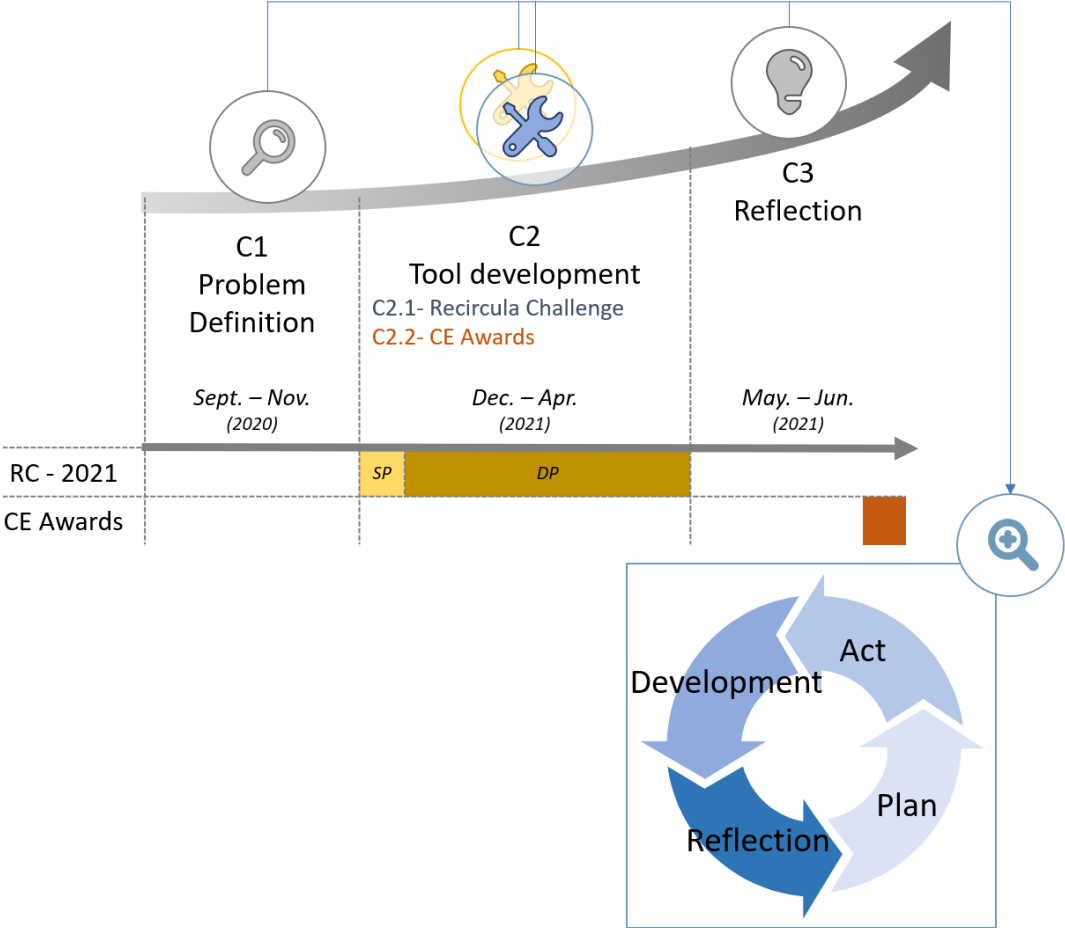 C1
Problem
Definition
C2
Tool development
C2.1- Recircula Challenge
C2.2- CE Awards
C3
Reflection
Sept. – Nov.
(2020)
Dec. – Apr.
(2021)
May. – Jun.
(2021)
RC - 2021
SP
DP
CE Awards
Act
Development
Plan
Reflection